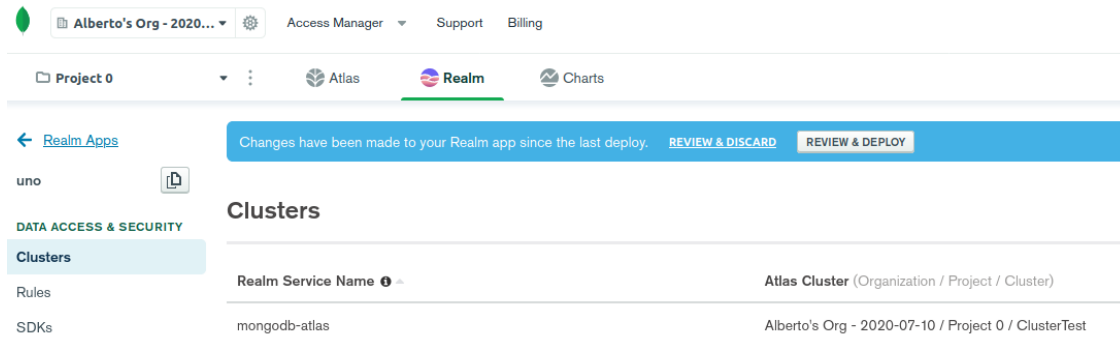 Alberto's Org - 2020... Access Manager Support Billing
Project 0 Atlas Realm Charts
Realm Apps
Changes have been made to your Realm app since the last deploy. REVIEW & DISCARD REVIEW & DEPLOY
uno
Clusters
DATA ACCESS & SECURITY
Clusters
Realm Service Name Atlas Cluster (Organization / Project / Cluster)
Rules
SDKs
mongodb-atlas Alberto's Org - 2020-07-10 / Project 0 / ClusterTest